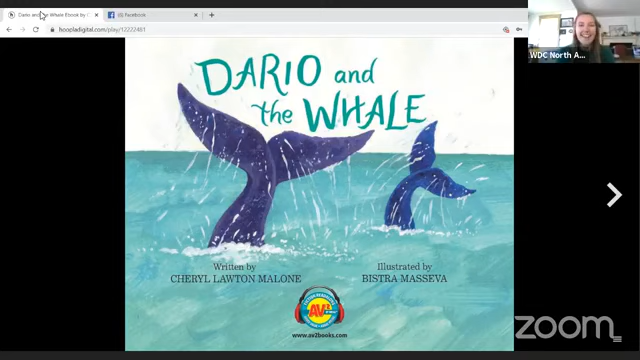 Dario and the Whale Ebook by C
(8) Facebook
hoopladigital.com/play/12222481
WDC North A...
DARIO and
the WHALE
Written by
CHERYL LAWTON MALONE
Illustrated by
BISTRA MASSEVA
AV2
www.av2books.com
zoom